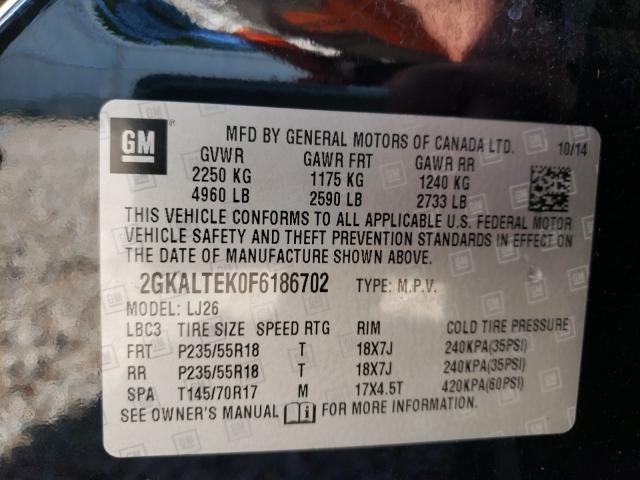 GM
MFD BY GENERAL MOTORS OF CANADA LTD. 10/14
GVWR GAWR FRT GAWR RR
2250 KG 1175 KG 1240 KG
4960 LB 2590 LB 2733 LB
THIS VEHICLE CONFORMS TO ALL APPLICABLE U.S. FEDERAL MOTOR
VEHICLE SAFETY AND THEFT PREVENTION STANDARDS IN EFFECT ON
THE DATE OF MANUFACTURE SHOWN ABOVE.
2GKALTEK0F6186702 TYPE: M.P.V.
MODEL: LJ26
LBC3 TIRE SIZE SPEED RTG RIM COLD TIRE PRESSURE
FRT P235/55R18 T 18X7J 240KPA(35PSI)
RR P235/55R18 T 18X7J 240KPA(35PSI)
SPA T145/70R17 M 17X4.5T 420KPA(60PSI)
SEE OWNER'S MANUAL FOR MORE INFORMATION.